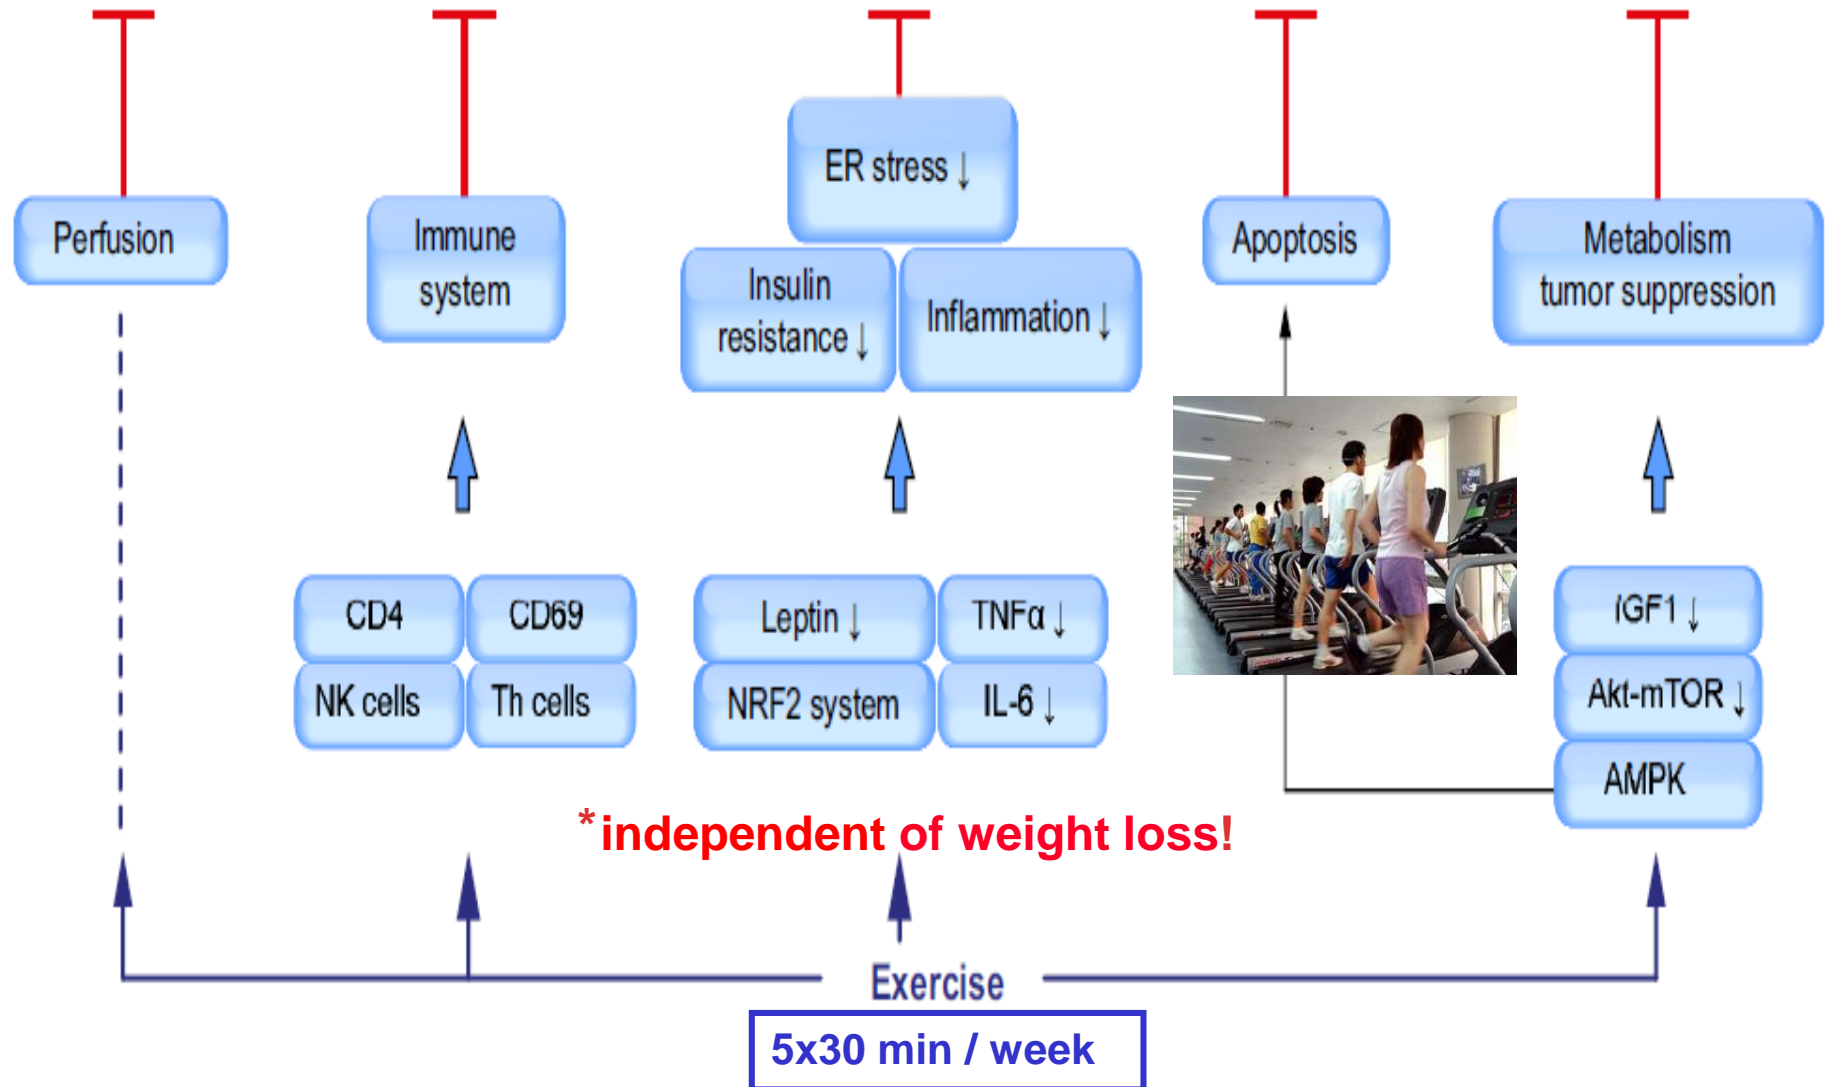 ER stress ↓
Perfusion
Immune
system
Insulin
resistance ↓
Inflammation ↓
Apoptosis
Metabolism
tumor suppression
CD4
CD69
NK cells
Th cells
Leptin ↓
TNFα ↓
NRF2 system
IL-6 ↓
IGF1 ↓
Akt-mTOR ↓
AMPK
*independent of weight loss!
Exercise
5x30 min / week